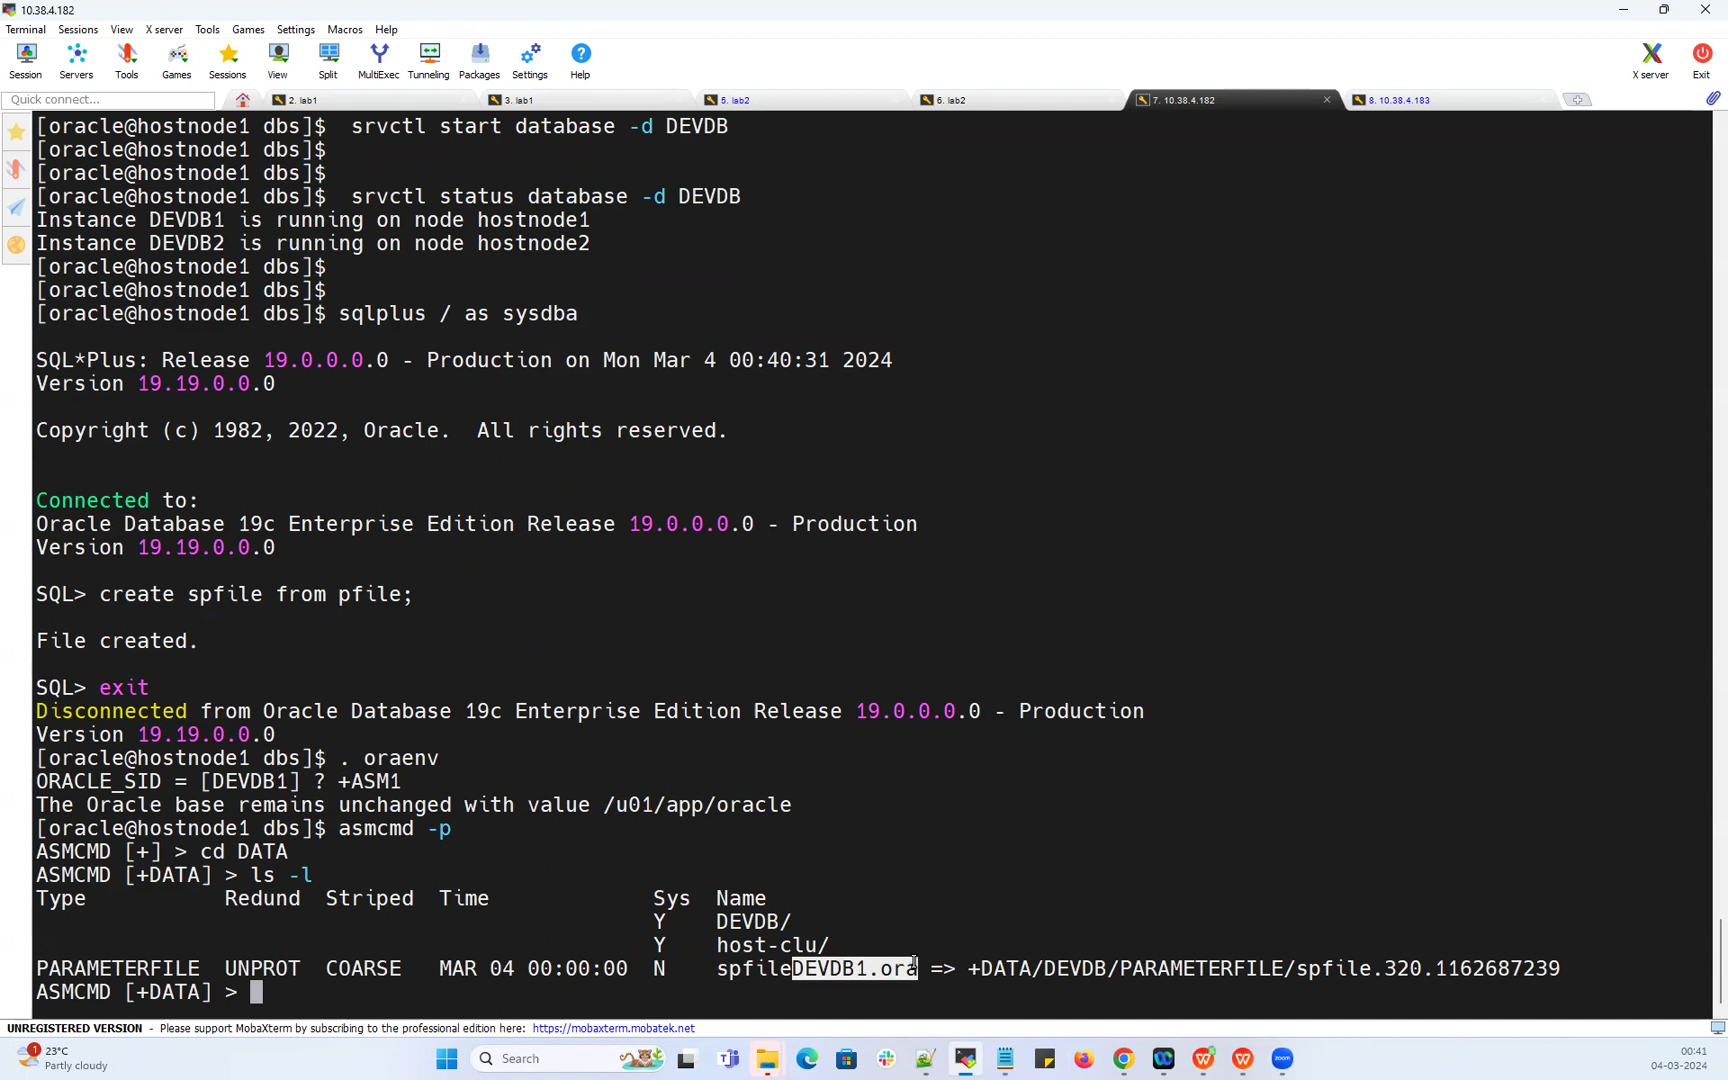 10.38.4.182
Terminal Sessions View X server Tools Games Settings Macros Help
Session Servers Tools Games Sessions View Split MultiExec Tunneling Packages Settings Help X server Exit
Quick connect... 2. lab1 3. lab1 5. lab2 6. lab2 7. 10.38.4.182 8. 10.38.4.183
[oracle@hostnode1 dbs]$  srvctl start database -d DEVDB
[oracle@hostnode1 dbs]$
[oracle@hostnode1 dbs]$
[oracle@hostnode1 dbs]$  srvctl status database -d DEVDB
Instance DEVDB1 is running on node hostnode1
Instance DEVDB2 is running on node hostnode2
[oracle@hostnode1 dbs]$
[oracle@hostnode1 dbs]$
[oracle@hostnode1 dbs]$ sqlplus / as sysdba
SQL*Plus: Release 19.0.0.0.0 - Production on Mon Mar 4 00:40:31 2024
Version 19.19.0.0.0
Copyright (c) 1982, 2022, Oracle.  All rights reserved.
Connected to:
Oracle Database 19c Enterprise Edition Release 19.0.0.0.0 - Production
Version 19.19.0.0.0
SQL> create spfile from pfile;
File created.
SQL> exit
Disconnected from Oracle Database 19c Enterprise Edition Release 19.0.0.0.0 - Production
Version 19.19.0.0.0
[oracle@hostnode1 dbs]$ . oraenv
ORACLE_SID = [DEVDB1] ? +ASM1
The Oracle base remains unchanged with value /u01/app/oracle
[oracle@hostnode1 dbs]$ asmcmd -p
ASMCMD [+] > cd DATA
ASMCMD [+DATA] > ls -l
Type Redund Striped Time Sys Name
Y DEVDB/
Y host-clu/
PARAMETERFILE UNPROT COARSE MAR 04 00:00:00 N spfileDEVDB1.ora => +DATA/DEVDB/PARAMETERFILE/spfile.320.1162687239
ASMCMD [+DATA] >
UNREGISTERED VERSION - Please support MobaXterm by subscribing to the professional edition here: https://mobaxterm.mobatek.net
1 23°C
Partly cloudy
Search
zoom
00:41
04-03-2024